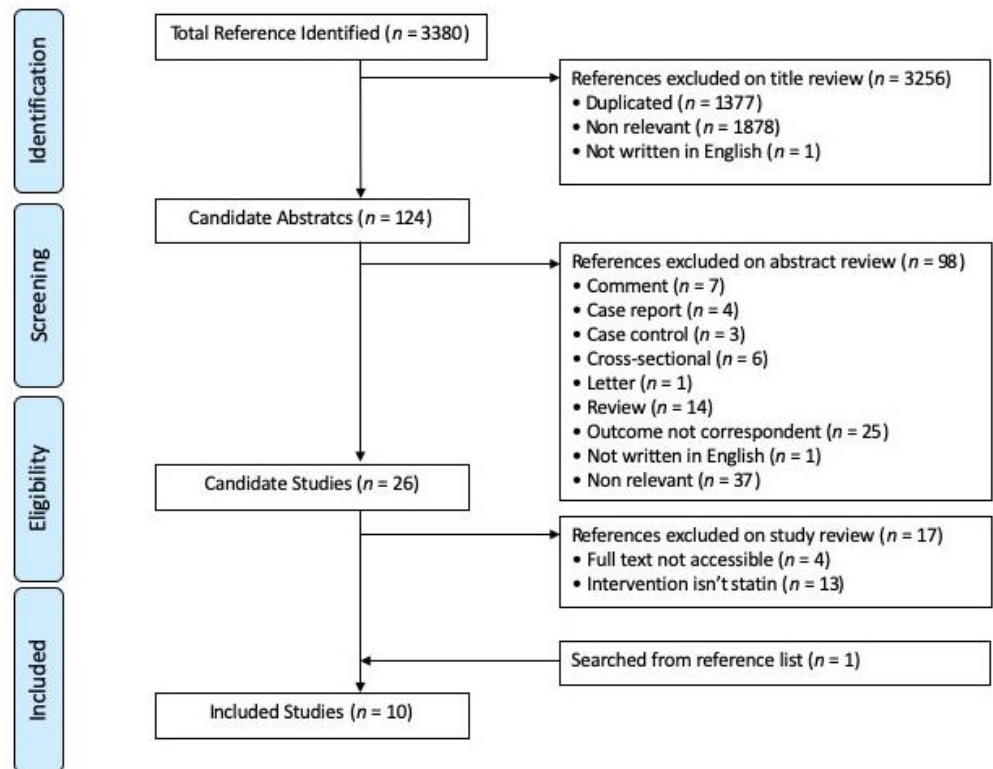 Identification
Total Reference Identified (n = 3380)
References excluded on title review (n = 3256)
• Duplicated (n = 1377)
• Non relevant (n = 1878)
• Not written in English (n = 1)
Screening
Candidate Abstratcs (n = 124)
References excluded on abstract review (n = 98)
• Comment (n = 7)
• Case report (n = 4)
• Case control (n = 3)
• Cross-sectional (n = 6)
• Letter (n = 1)
• Review (n = 14)
• Outcome not correspondent (n = 25)
• Not written in English (n = 1)
• Non relevant (n = 37)
Eligibility
Candidate Studies (n = 26)
References excluded on study review (n = 17)
• Full text not accessible (n = 4)
• Intervention isn’t statin (n = 13)
Included
Searched from reference list (n = 1)
Included Studies (n = 10)